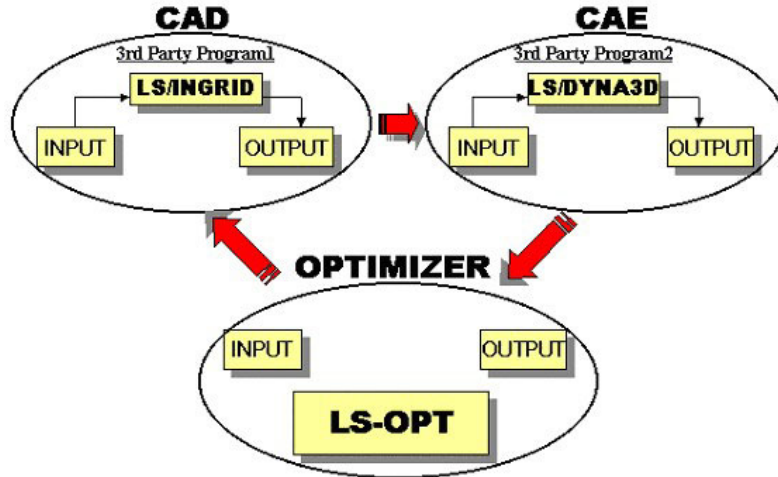 CAD
3rd Party Program1
LS/INGRID
INPUT
OUTPUT
CAE
3rd Party Program2
LS/DYNA3D
INPUT
OUTPUT
OPTIMIZER
INPUT
OUTPUT
LS-OPT